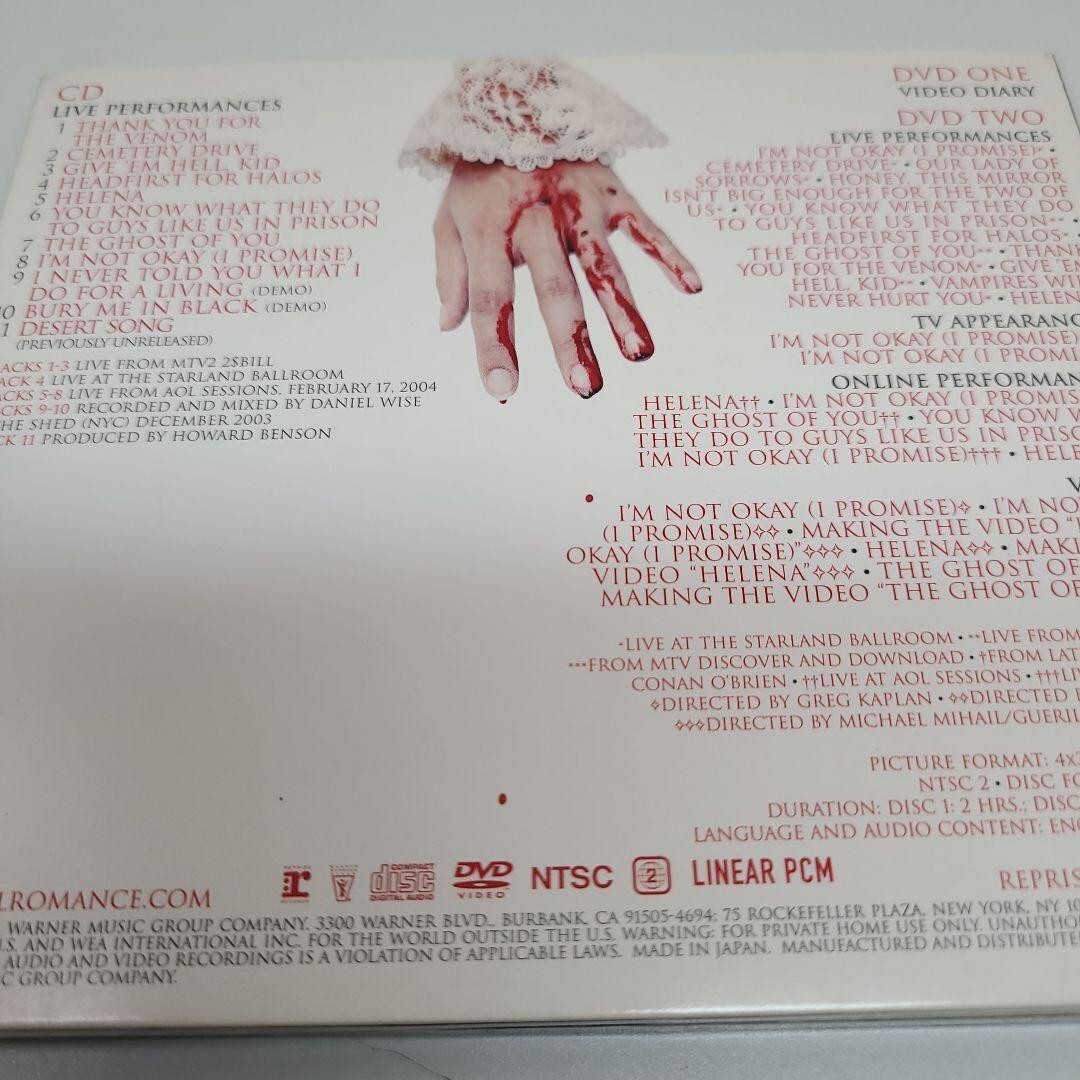 CD
LIVE PERFORMANCES
1 THANK YOU FOR
THE VENOM
2 CEMETERY DRIVE
3 GIVE 'EM HELL, KID
4 HEADFIRST FOR HALOS
5 HELENA
6 YOU KNOW WHAT THEY DO
TO GUYS LIKE US IN PRISON
7 THE GHOST OF YOU
8 I'M NOT OKAY (I PROMISE)
9 I NEVER TOLD YOU WHAT I
DO FOR A LIVING (DEMO)
0 BURY ME IN BLACK (DEMO)
1 DESERT SONG
(PREVIOUSLY UNRELEASED)
ACKS 1-3 LIVE FROM MTV2 2$BILL
ACK 4 LIVE AT THE STARLAND BALLROOM
ACKS 5-8 LIVE FROM AOL SESSIONS, FEBRUARY 17, 2004
CKS 9-10 RECORDED AND MIXED BY DANIEL WISE
HE SHED (NYC) DECEMBER 2003
CK 11 PRODUCED BY HOWARD BENSON
DVD ONE
VIDEO DIARY
DVD TWO
LIVE PERFORMANCES
I'M NOT OKAY (I PROMISE)* •
CEMETERY DRIVE** • OUR LADY OF
SORROWS* • HONEY, THIS MIRROR
ISN'T BIG ENOUGH FOR THE TWO OF
US* • YOU KNOW WHAT THEY DO
TO GUYS LIKE US IN PRISON** •
HEADFIRST FOR HALOS* •
THE GHOST OF YOU** • THANK
YOU FOR THE VENOM* • GIVE 'EM
HELL, KID** • VAMPIRES WI
NEVER HURT YOU* • HELEN
TV APPEARANC
I'M NOT OKAY (I PROMISE)
I'M NOT OKAY (I PROMI
ONLINE PERFORMAN
HELENA†† • I'M NOT OKAY (I PROMIS
THE GHOST OF YOU†† • YOU KNOW W
THEY DO TO GUYS LIKE US IN PRISO
I'M NOT OKAY (I PROMISE)††† • HELE
V
I'M NOT OKAY (I PROMISE)⟡ • I'M NO
(I PROMISE)⟡⟡ • MAKING THE VIDEO "I
OKAY (I PROMISE)"⟡⟡⟡ • HELENA⟡⟡ • MAKI
VIDEO "HELENA"⟡⟡⟡ • THE GHOST OF
MAKING THE VIDEO "THE GHOST OF
*LIVE AT THE STARLAND BALLROOM • **LIVE FROM
***FROM MTV DISCOVER AND DOWNLOAD • †FROM LAT
CONAN O'BRIEN • ††LIVE AT AOL SESSIONS • †††LIV
⟡DIRECTED BY GREG KAPLAN • ⟡⟡DIRECTED B
⟡⟡⟡DIRECTED BY MICHAEL MIHAIL/GUERIL
PICTURE FORMAT: 4x3
NTSC 2 • DISC FO
DURATION: DISC 1: 2 HRS.; DISC
LANGUAGE AND AUDIO CONTENT: ENG
LROMANCE.COM
r
W
COMPACT
disc
DIGITAL AUDIO
DVD
VIDEO
NTSC
2
LINEAR PCM
REPRIS
WARNER MUSIC GROUP COMPANY. 3300 WARNER BLVD., BURBANK, CA 91505-4694; 75 ROCKEFELLER PLAZA, NEW YORK, NY 10
.S. AND WEA INTERNATIONAL INC. FOR THE WORLD OUTSIDE THE U.S. WARNING: FOR PRIVATE HOME USE ONLY. UNAUTHOR
AUDIO AND VIDEO RECORDINGS IS A VIOLATION OF APPLICABLE LAWS. MADE IN JAPAN. MANUFACTURED AND DISTRIBUTE
C GROUP COMPANY.